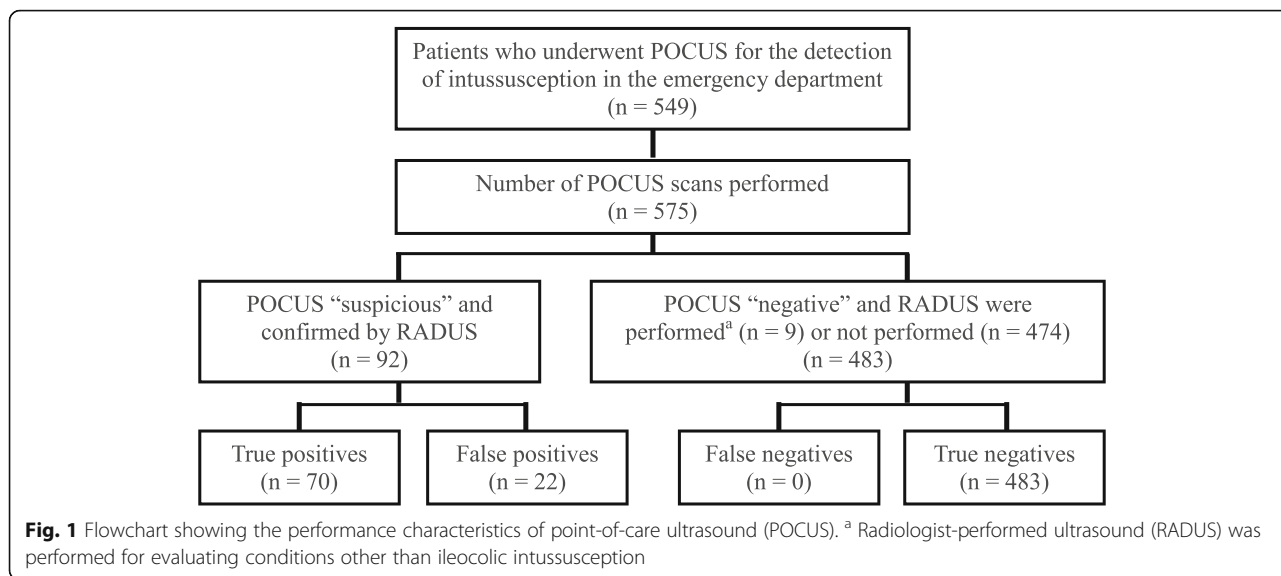 Patients who underwent POCUS for the detection
of intussusception in the emergency department
(n = 549)
Number of POCUS scans performed
(n = 575)
POCUS “suspicious” and
confirmed by RADUS
(n = 92)
POCUS “negative” and RADUS were
performedᵃ (n = 9) or not performed (n = 474)
(n = 483)
True positives
(n = 70)
False positives
(n = 22)
False negatives
(n = 0)
True negatives
(n = 483)
Fig. 1 Flowchart showing the performance characteristics of point-of-care ultrasound (POCUS). ᵃ Radiologist-performed ultrasound (RADUS) was
performed for evaluating conditions other than ileocolic intussusception